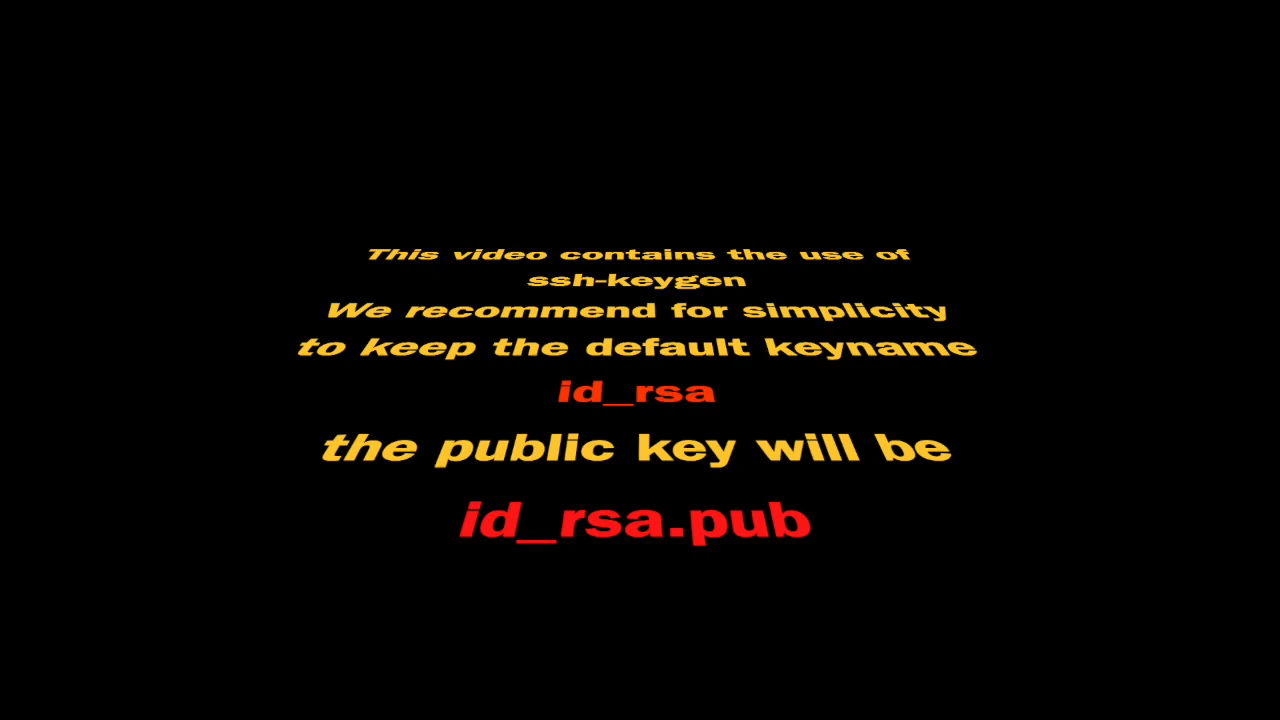 This video contains the use of
ssh-keygen
We recommend for simplicity
to keep the default keyname
id_rsa
the public key will be
id_rsa.pub